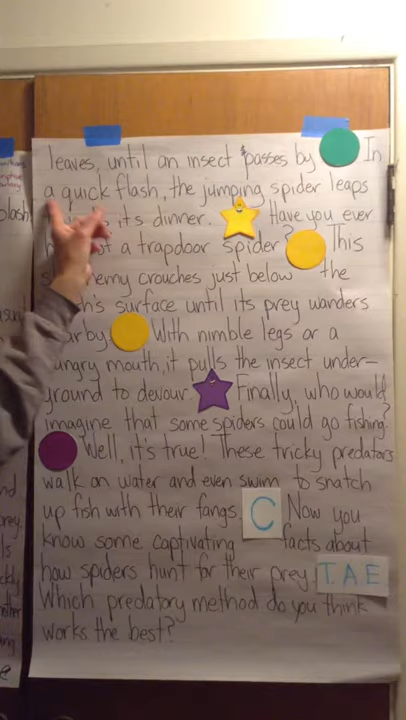 leaves, until an insect passes by In
a quick flash, the jumping spider leaps
its dinner. Have you ever
of a trapdoor spider? This
crouches just below the
surface until its prey wanders
With nimble legs or a
mouth, it pulls the insect under-
ground to devour. Finally, who would
imagine that some spiders could go fishing?
Well, it's true! These tricky predators
walk on water and even swim to snatch
up fish with their fangs. C Now you
know some captivating facts about
how spiders hunt for their prey T A E
Which predatory method do you think
works the best?